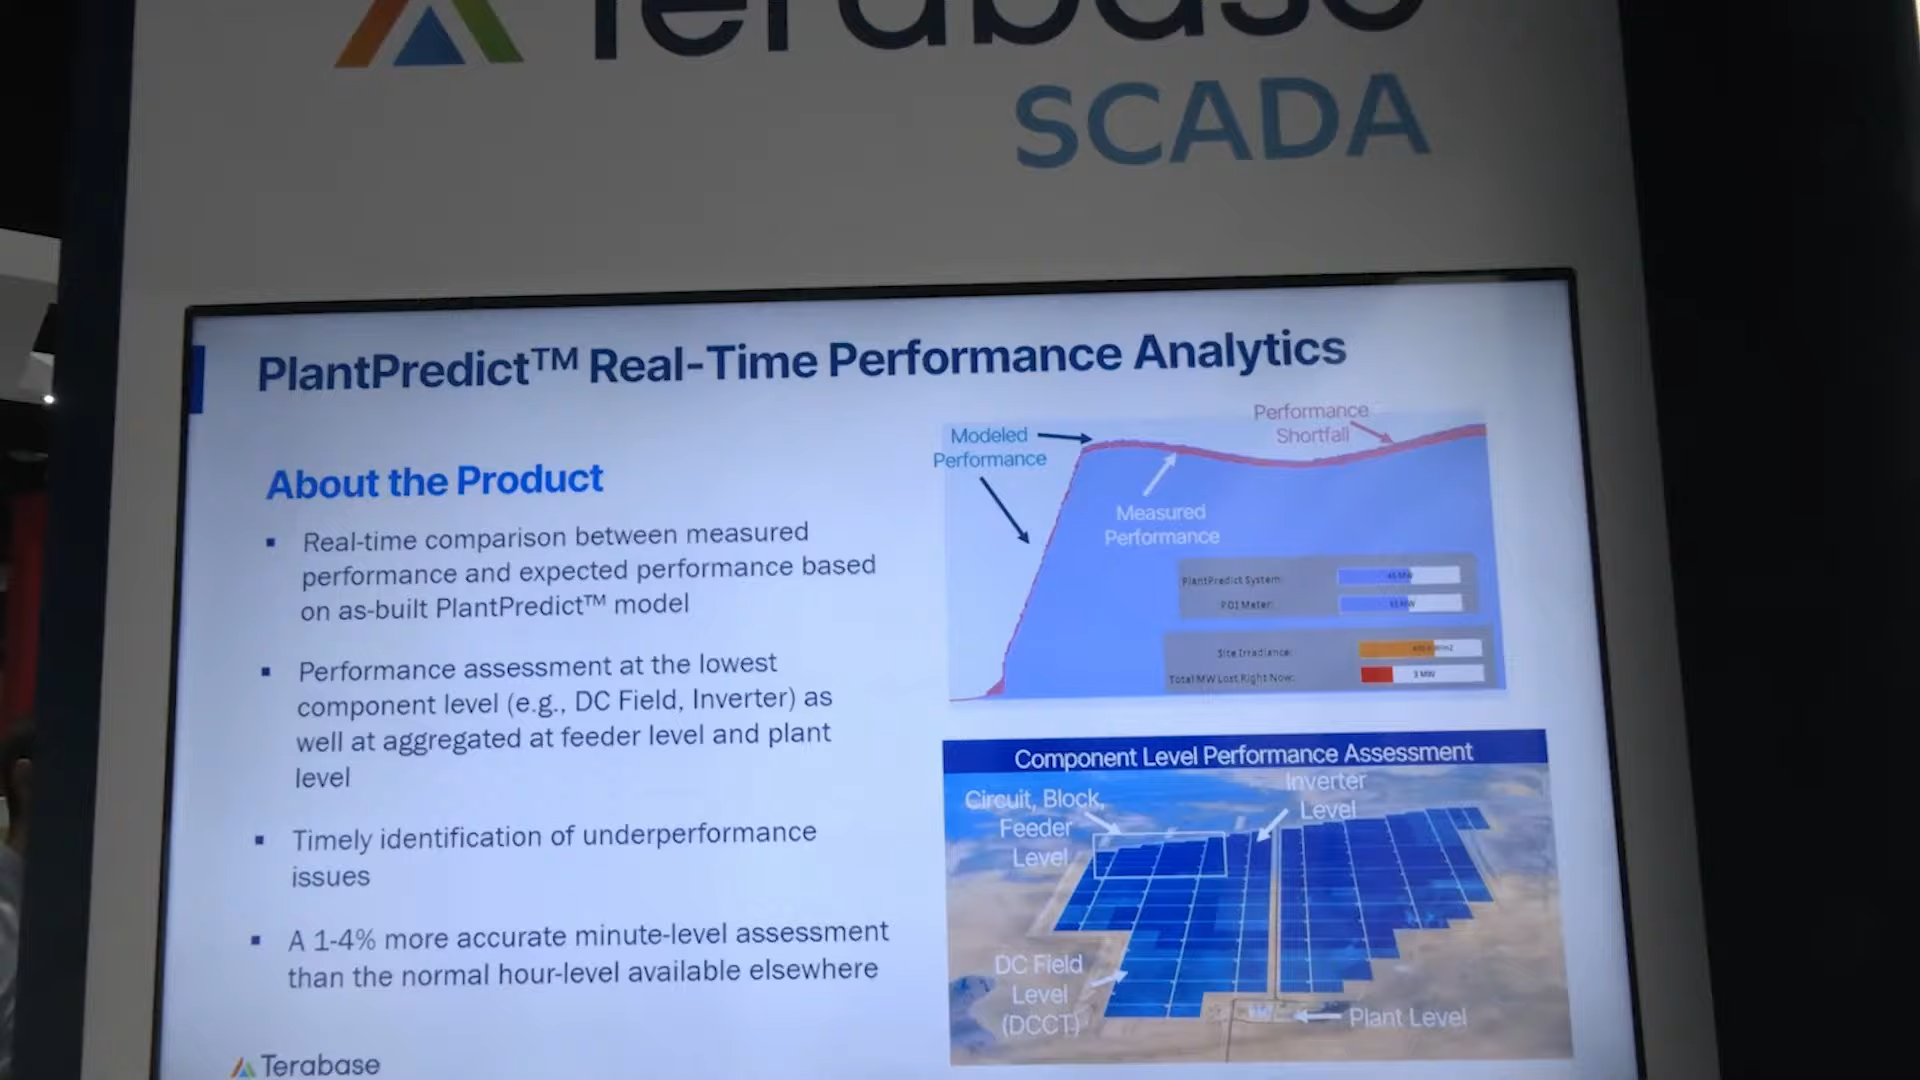 Terabase
SCADA
PlantPredict™ Real-Time Performance Analytics
About the Product
▪ Real-time comparison between measured
performance and expected performance based
on as-built PlantPredict™ model
▪ Performance assessment at the lowest
component level (e.g., DC Field, Inverter) as
well at aggregated at feeder level and plant
level
▪ Timely identification of underperformance
issues
▪ A 1-4% more accurate minute-level assessment
than the normal hour-level available elsewhere
Terabase
Modeled
Performance
Performance
Shortfall
Measured
Performance
PlantPredict System:
POI Meter:
Site Irradiance:
Total MW Lost Right Now:
3 MW
Component Level Performance Assessment
Circuit, Block,
Feeder
Level
Inverter
Level
DC Field
Level
(DCCT)
Plant Level